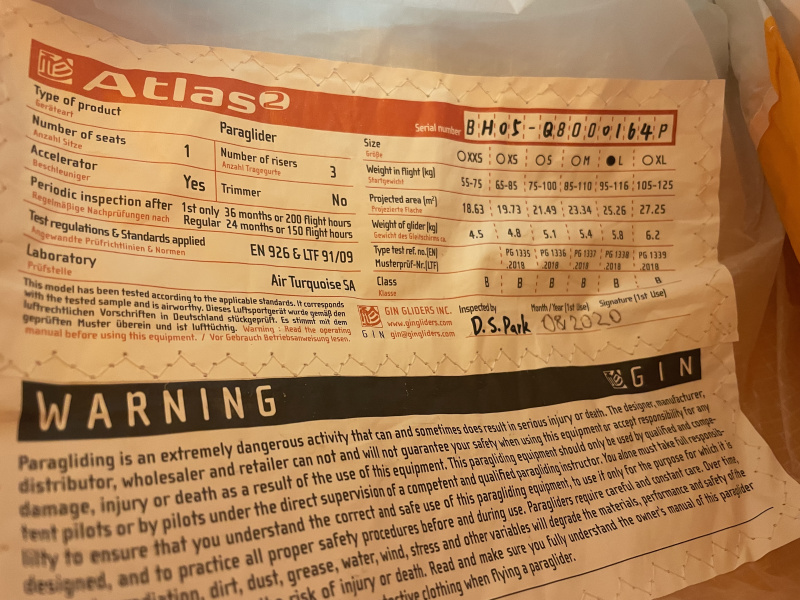 Atlas2
Serial number BH05-Q8000164P
Type of product Paraglider
Geräteart
Number of seats 1 Number of risers 3
Anzahl Sitze Anzahl Tragegurte
Accelerator Yes Trimmer No
Beschleuniger
Periodic inspection after 1st only 36 months or 200 flight hours
Regelmäßige Nachprüfungen nach Regular 24 months or 150 flight hours
Test regulations & Standards applied EN 926 & LTF 91/09
Angewandte Prüfrichtlinien & Normen
Laboratory Air Turquoise SA
Prüfstelle
This model has been tested according to the applicable standards. It corresponds
with the tested sample and is airworthy. Dieses Luftsportgerät wurde gemäß den
luftrechtlichen Vorschriften in Deutschland stückgeprüft. Es stimmt mit dem
geprüften Muster überein und ist lufttüchtig. Warning : Read the operating
manual before using this equipment. / Vor Gebrauch Betriebsanweisung lesen.
Size XXS XS S M L XL
Größe
Weight in flight (kg) 55-75 65-85 75-100 85-110 95-116 105-125
Startgewicht
Projected area (m²) 18.63 19.73 21.49 23.34 25.26 27.25
Projizierte Fläche
Weight of glider (kg) 4.5 4.8 5.1 5.4 5.8 6.2
Gewicht des Gleitschirms ca.
Type test ref. no.(EN) PG 1335 PG 1336 PG 1337 PG 1338 PG 1339
Musterprüf-Nr.(LTF) .2018 .2018 .2018 .2018 .2018
Class B B B B B B
Klasse
GIN GLIDERS INC.
www.gingliders.com
GIN gin@gingliders.com
Inspected by Month / Year (1st Use) Signature (1st Use)
D.S.Park 08 2020
WARNING
GIN
Paragliding is an extremely dangerous activity that can and sometimes does result in serious injury or death. The designer, manufacturer,
distributor, wholesaler and retailer can not and will not guarantee your safety when using this equipment or accept responsibility for any
damage, injury or death as a result of the use of this equipment. This paragliding equipment should only be used by qualified and compe-
tent pilots or by pilots under the direct supervision of a competent and qualified paragliding instructor. You alone must take full responsib-
ility to ensure that you understand the correct and safe use of this paragliding equipment, to use it only for the purpose for which it is
designed, and to practice all proper safety procedures before and during use. Paragliders require careful and constant care. Over time,
radiation, dirt, dust, grease, water, wind, stress and other variables will degrade the materials, performance and safety of the
risk of injury or death. Read and make sure you fully understand the owner's manual of this paraglider
clothing when flying a paraglider.